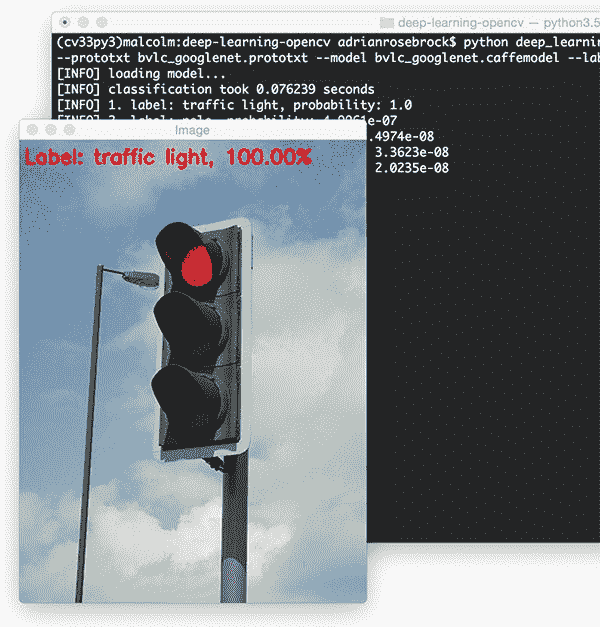 deep-learning-opencv — python3.5
(cv33py3)malcolm:deep-learning-opencv adrianrosebrock$ python deep_learnin
--prototxt bvlc_googlenet.prototxt --model bvlc_googlenet.caffemodel --lab
[INFO] loading model...
[INFO] classification took 0.076239 seconds
[INFO] 1. label: traffic light, probability: 1.0
.4974e-08
3.3623e-08
2.0235e-08
Image
Label: traffic light, 100.00%